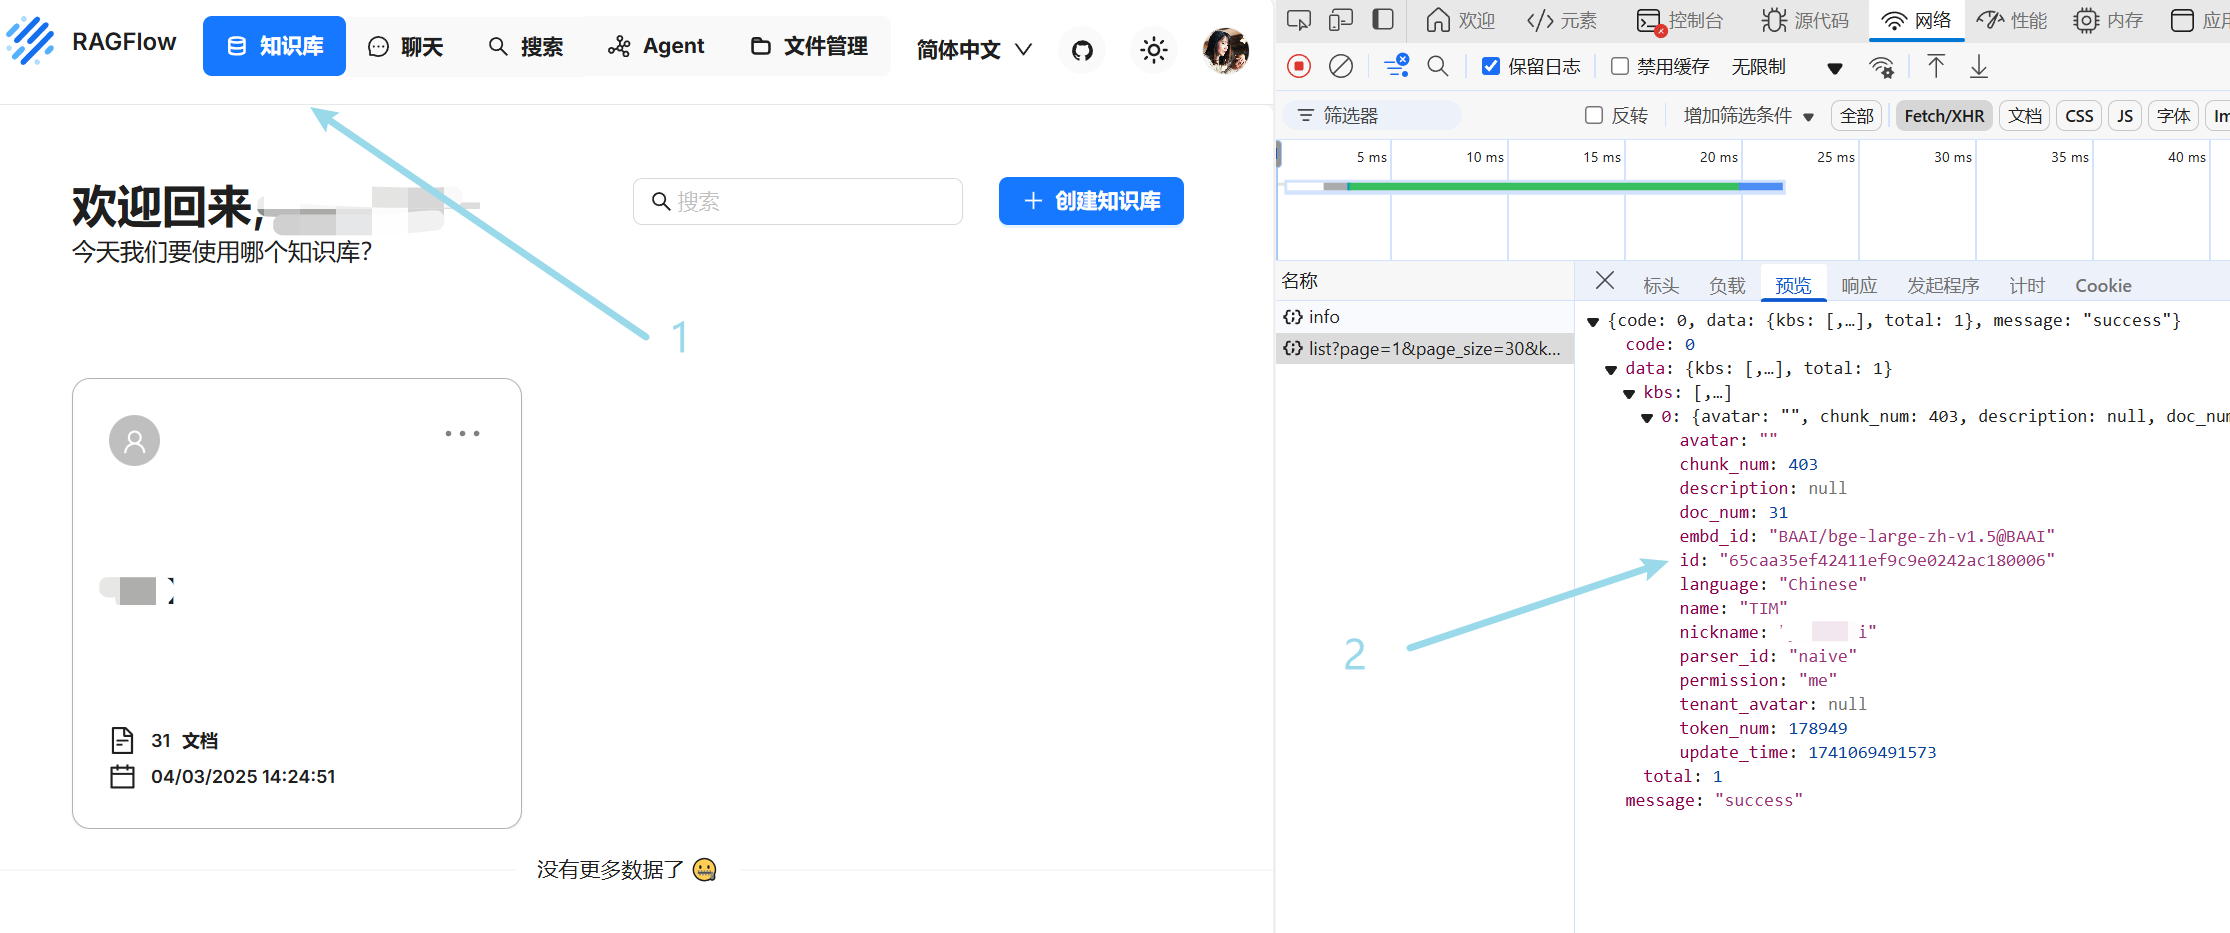 RAGFlow 知识库 聊天 搜索 Agent 文件管理 简体中文
欢迎回来,
今天我们要使用哪个知识库?
搜索
创建知识库
1
31 文档
04/03/2025 14:24:51
没有更多数据了 🤐
欢迎 元素 控制台 源代码 网络 性能 内存
保留日志 禁用缓存 无限制
筛选器 反转 增加筛选条件 全部 Fetch/XHR 文档 CSS JS 字体
5 ms 10 ms 15 ms 20 ms 25 ms 30 ms 35 ms 40 ms
名称
info
list?page=1&page_size=30&k...
标头 负载 预览 响应 发起程序 计时 Cookie
{code: 0, data: {kbs: [,…], total: 1}, message: "success"}
code: 0
data: {kbs: [,…], total: 1}
kbs: [,…]
0: {avatar: "", chunk_num: 403, description: null, doc_num
avatar: ""
chunk_num: 403
description: null
doc_num: 31
embd_id: "BAAI/bge-large-zh-v1.5@BAAI"
id: "65caa35ef42411ef9c9e0242ac180006"
language: "Chinese"
name: "TIM"
nickname: i"
parser_id: "naive"
permission: "me"
tenant_avatar: null
token_num: 178949
update_time: 1741069491573
total: 1
message: "success"
2